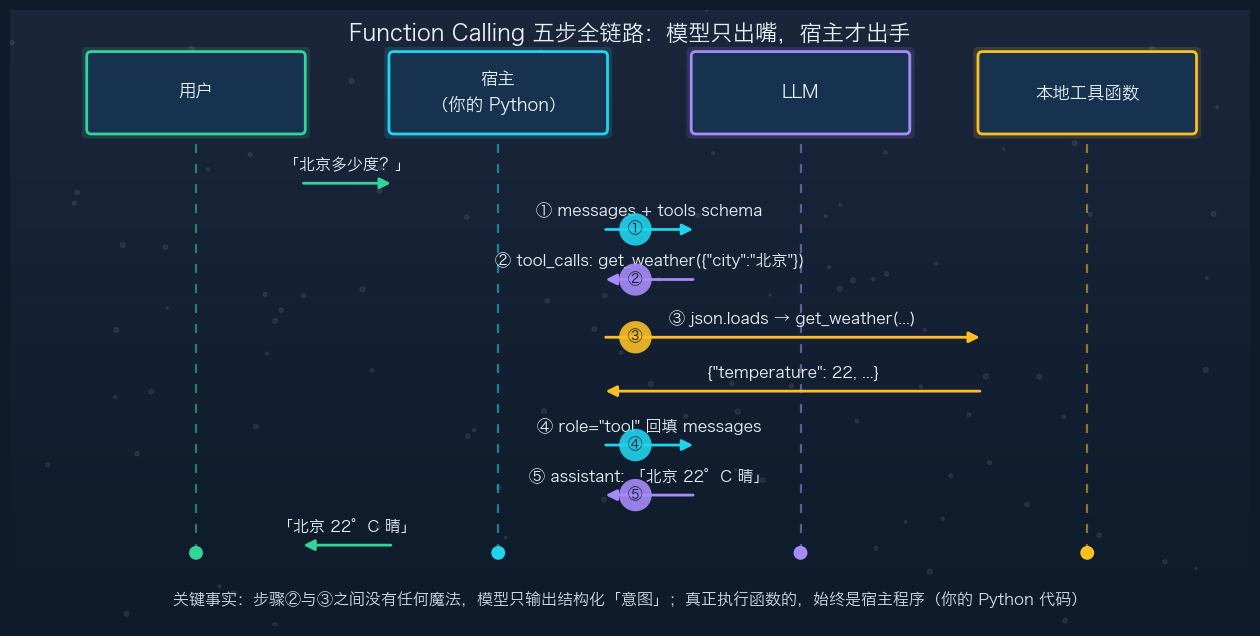 Function Calling 五步全链路：模型只出嘴，宿主才出手
用户
宿主
（你的 Python）
LLM
本地工具函数
「北京多少度？」
① messages + tools schema
①
② tool_calls: get_weather({"city":"北京"})
②
③ json.loads → get_weather(...)
③
{"temperature": 22, ...}
④ role="tool" 回填 messages
④
⑤ assistant: 「北京 22°C 晴」
⑤
「北京 22°C 晴」
关键事实：步骤②与③之间没有任何魔法，模型只输出结构化「意图」；真正执行函数的，始终是宿主程序（你的 Python 代码）